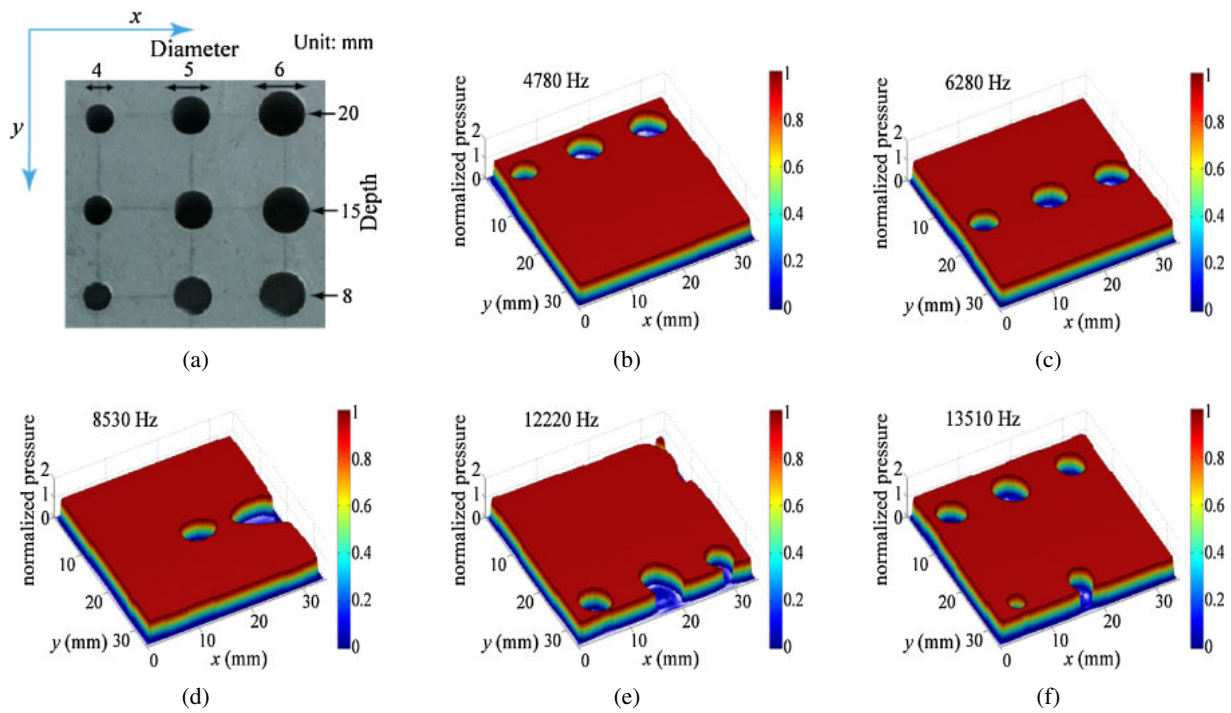 x
Diameter
Unit: mm
4 5 6
y
20
15
8
Depth
(a)
4780 Hz
normalized pressure
2
1
0
10
20
30
y (mm)
0 10 20 30
x (mm)
1
0.8
0.6
0.4
0.2
0
(b)
6280 Hz
normalized pressure
2
1
0
10
20
30
y (mm)
0 10 20 30
x (mm)
1
0.8
0.6
0.4
0.2
0
(c)
8530 Hz
normalized pressure
2
1
0
10
20
30
y (mm)
0 10 20 30
x (mm)
1
0.8
0.6
0.4
0.2
0
(d)
12220 Hz
normalized pressure
2
1
0
10
20
30
y (mm)
0 10 20 30
x (mm)
1
0.8
0.6
0.4
0.2
0
(e)
13510 Hz
normalized pressure
2
1
0
10
20
30
y (mm)
0 10 20 30
x (mm)
1
0.8
0.6
0.4
0.2
0
(f)